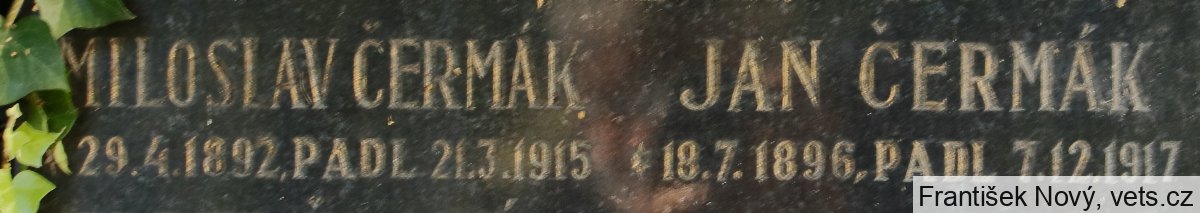 MILOSLAV ČERMÁK
* 29.4.1892, PADL 21.3.1915
JAN ČERMÁK
* 18.7.1896, PADL 7.12.1917
František Nový, vets.cz